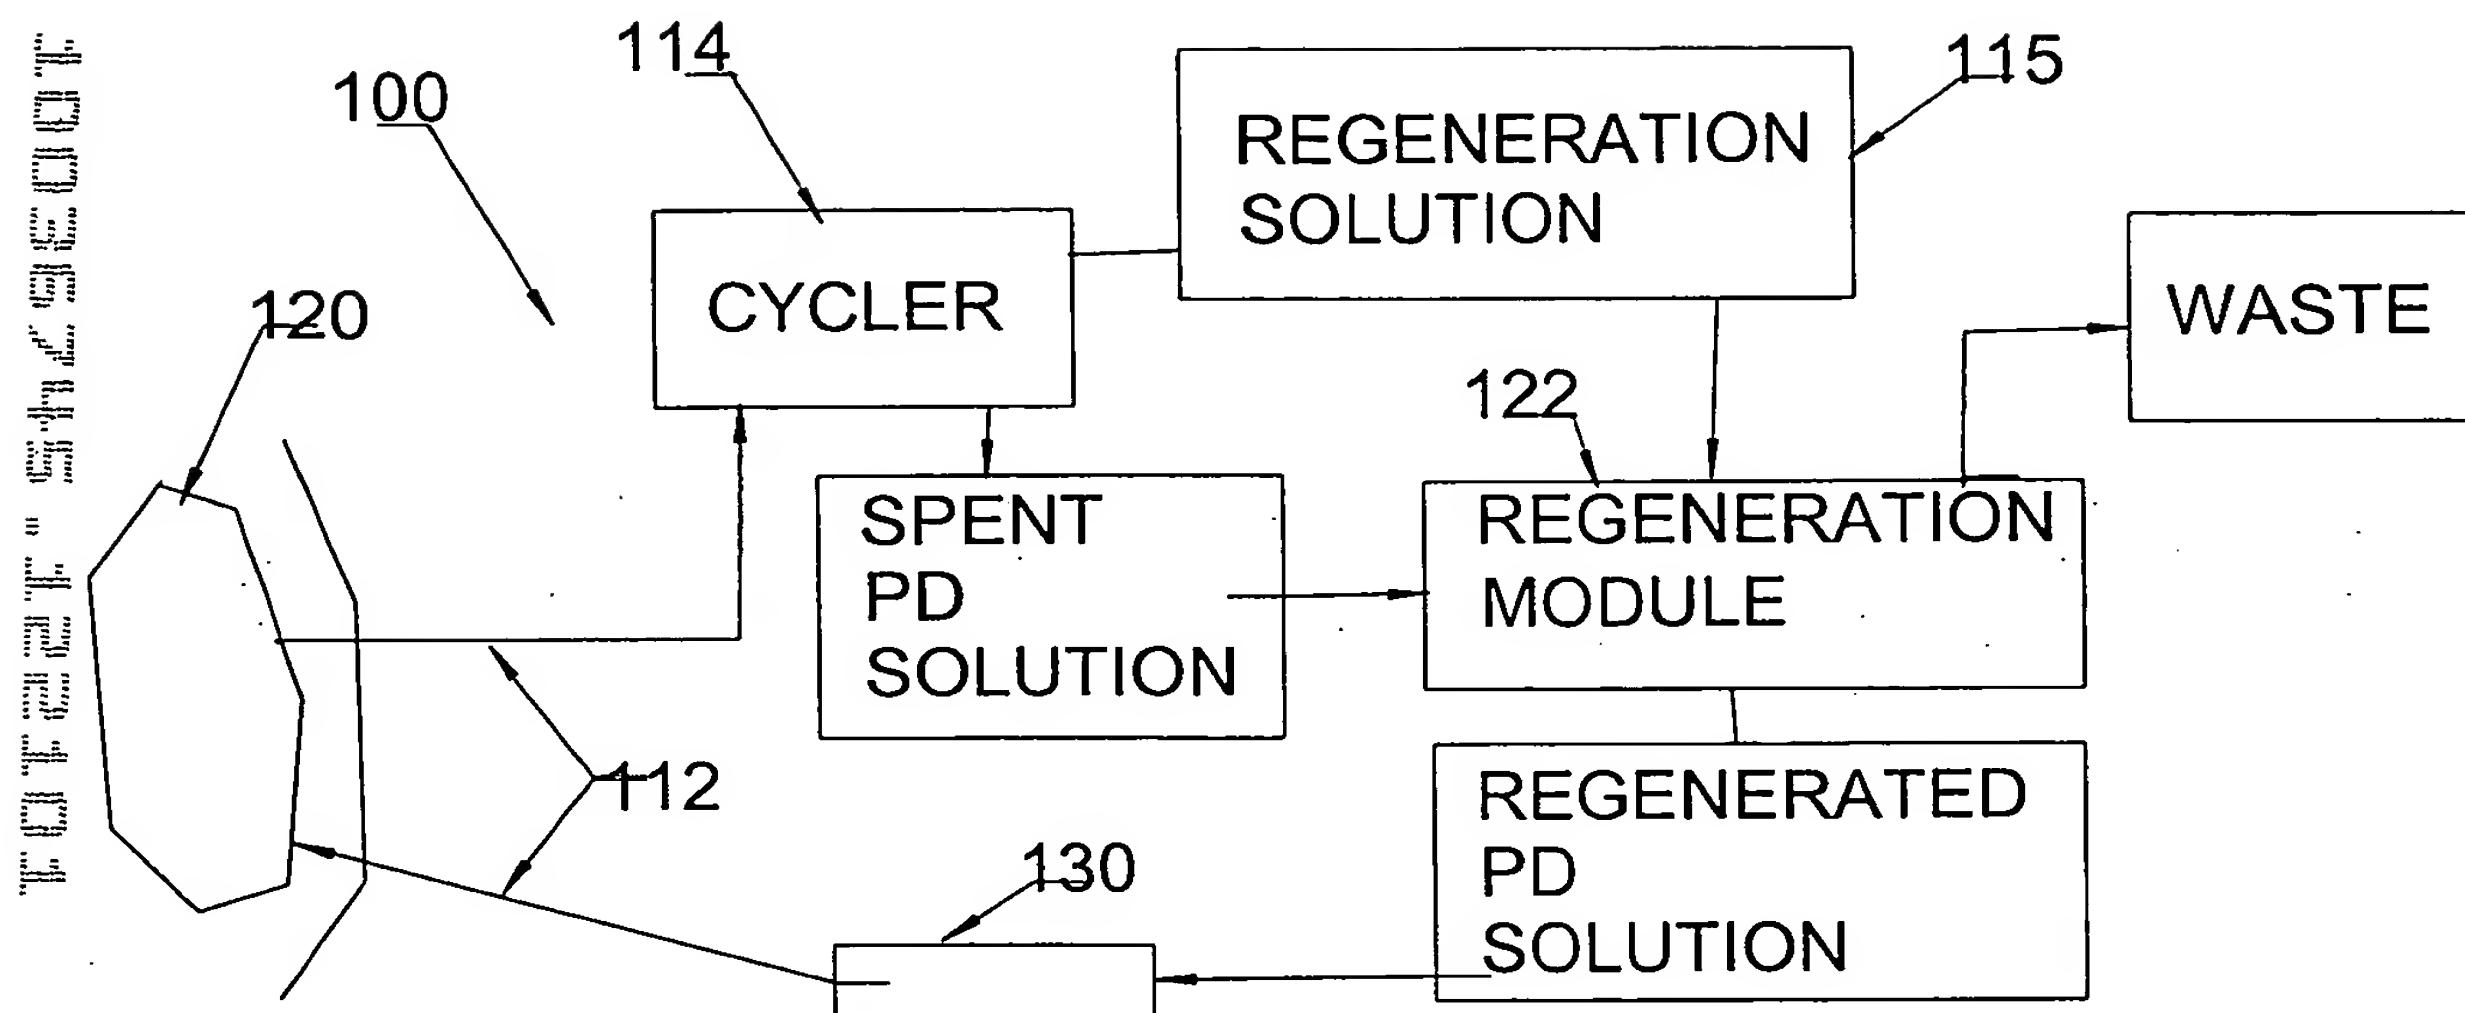 114
115
100
REGENERATION
SOLUTION
WASTE
CYCLER
120
122
SPENT
PD
SOLUTION
REGENERATION
MODULE
112
REGENERATED
PD
SOLUTION
130